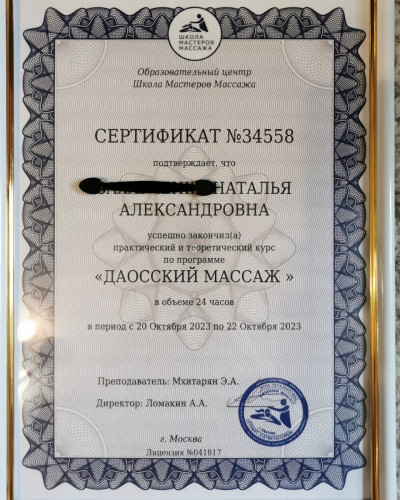 ШКОЛА
МАСТЕРОВ
МАССАЖА
Образовательный центр
Школа Мастеров Массажа
СЕРТИФИКАТ №34558
подтверждает, что
НАТАЛЬЯ
АЛЕКСАНДРОВНА
успешно закончил(а)
практический и теоретический курс
по программе
«ДАОССКИЙ МАССАЖ »
в объеме 24 часов
в период с 20 Октября 2023 по 22 Октября 2023
Преподаватель: Мхитарян Э.А.
Директор: Ломакин А.А.
г. Москва
Лицензия №041817